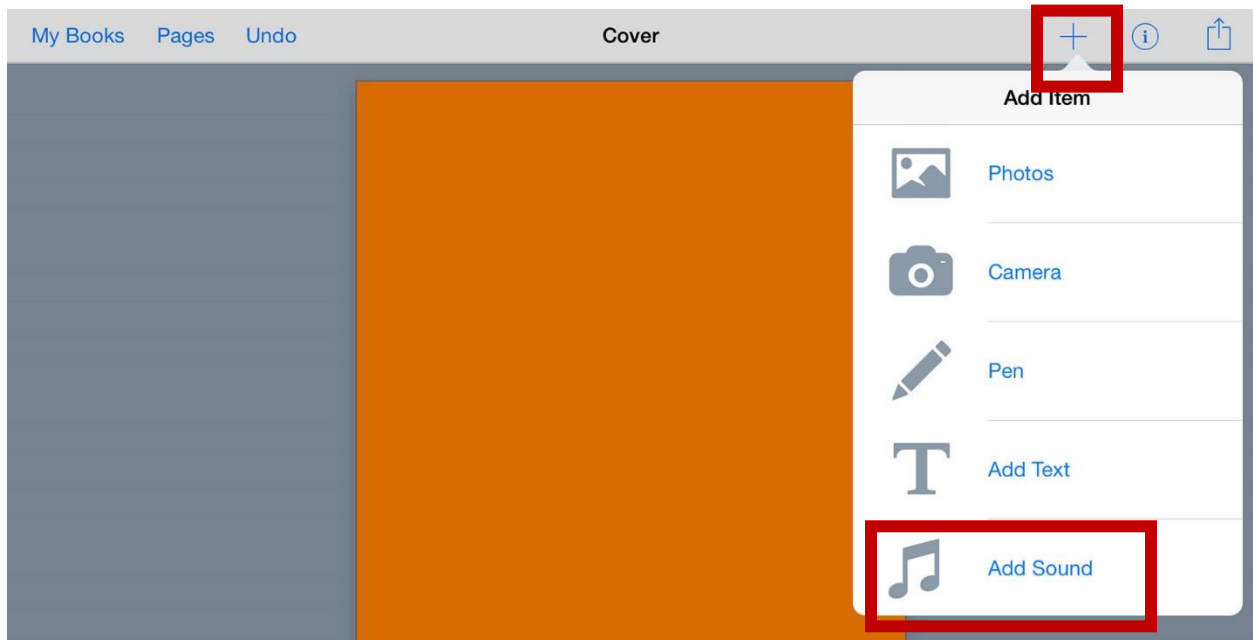 My Books Pages Undo Cover
Add Item
Photos
Camera
Pen
Add Text
Add Sound